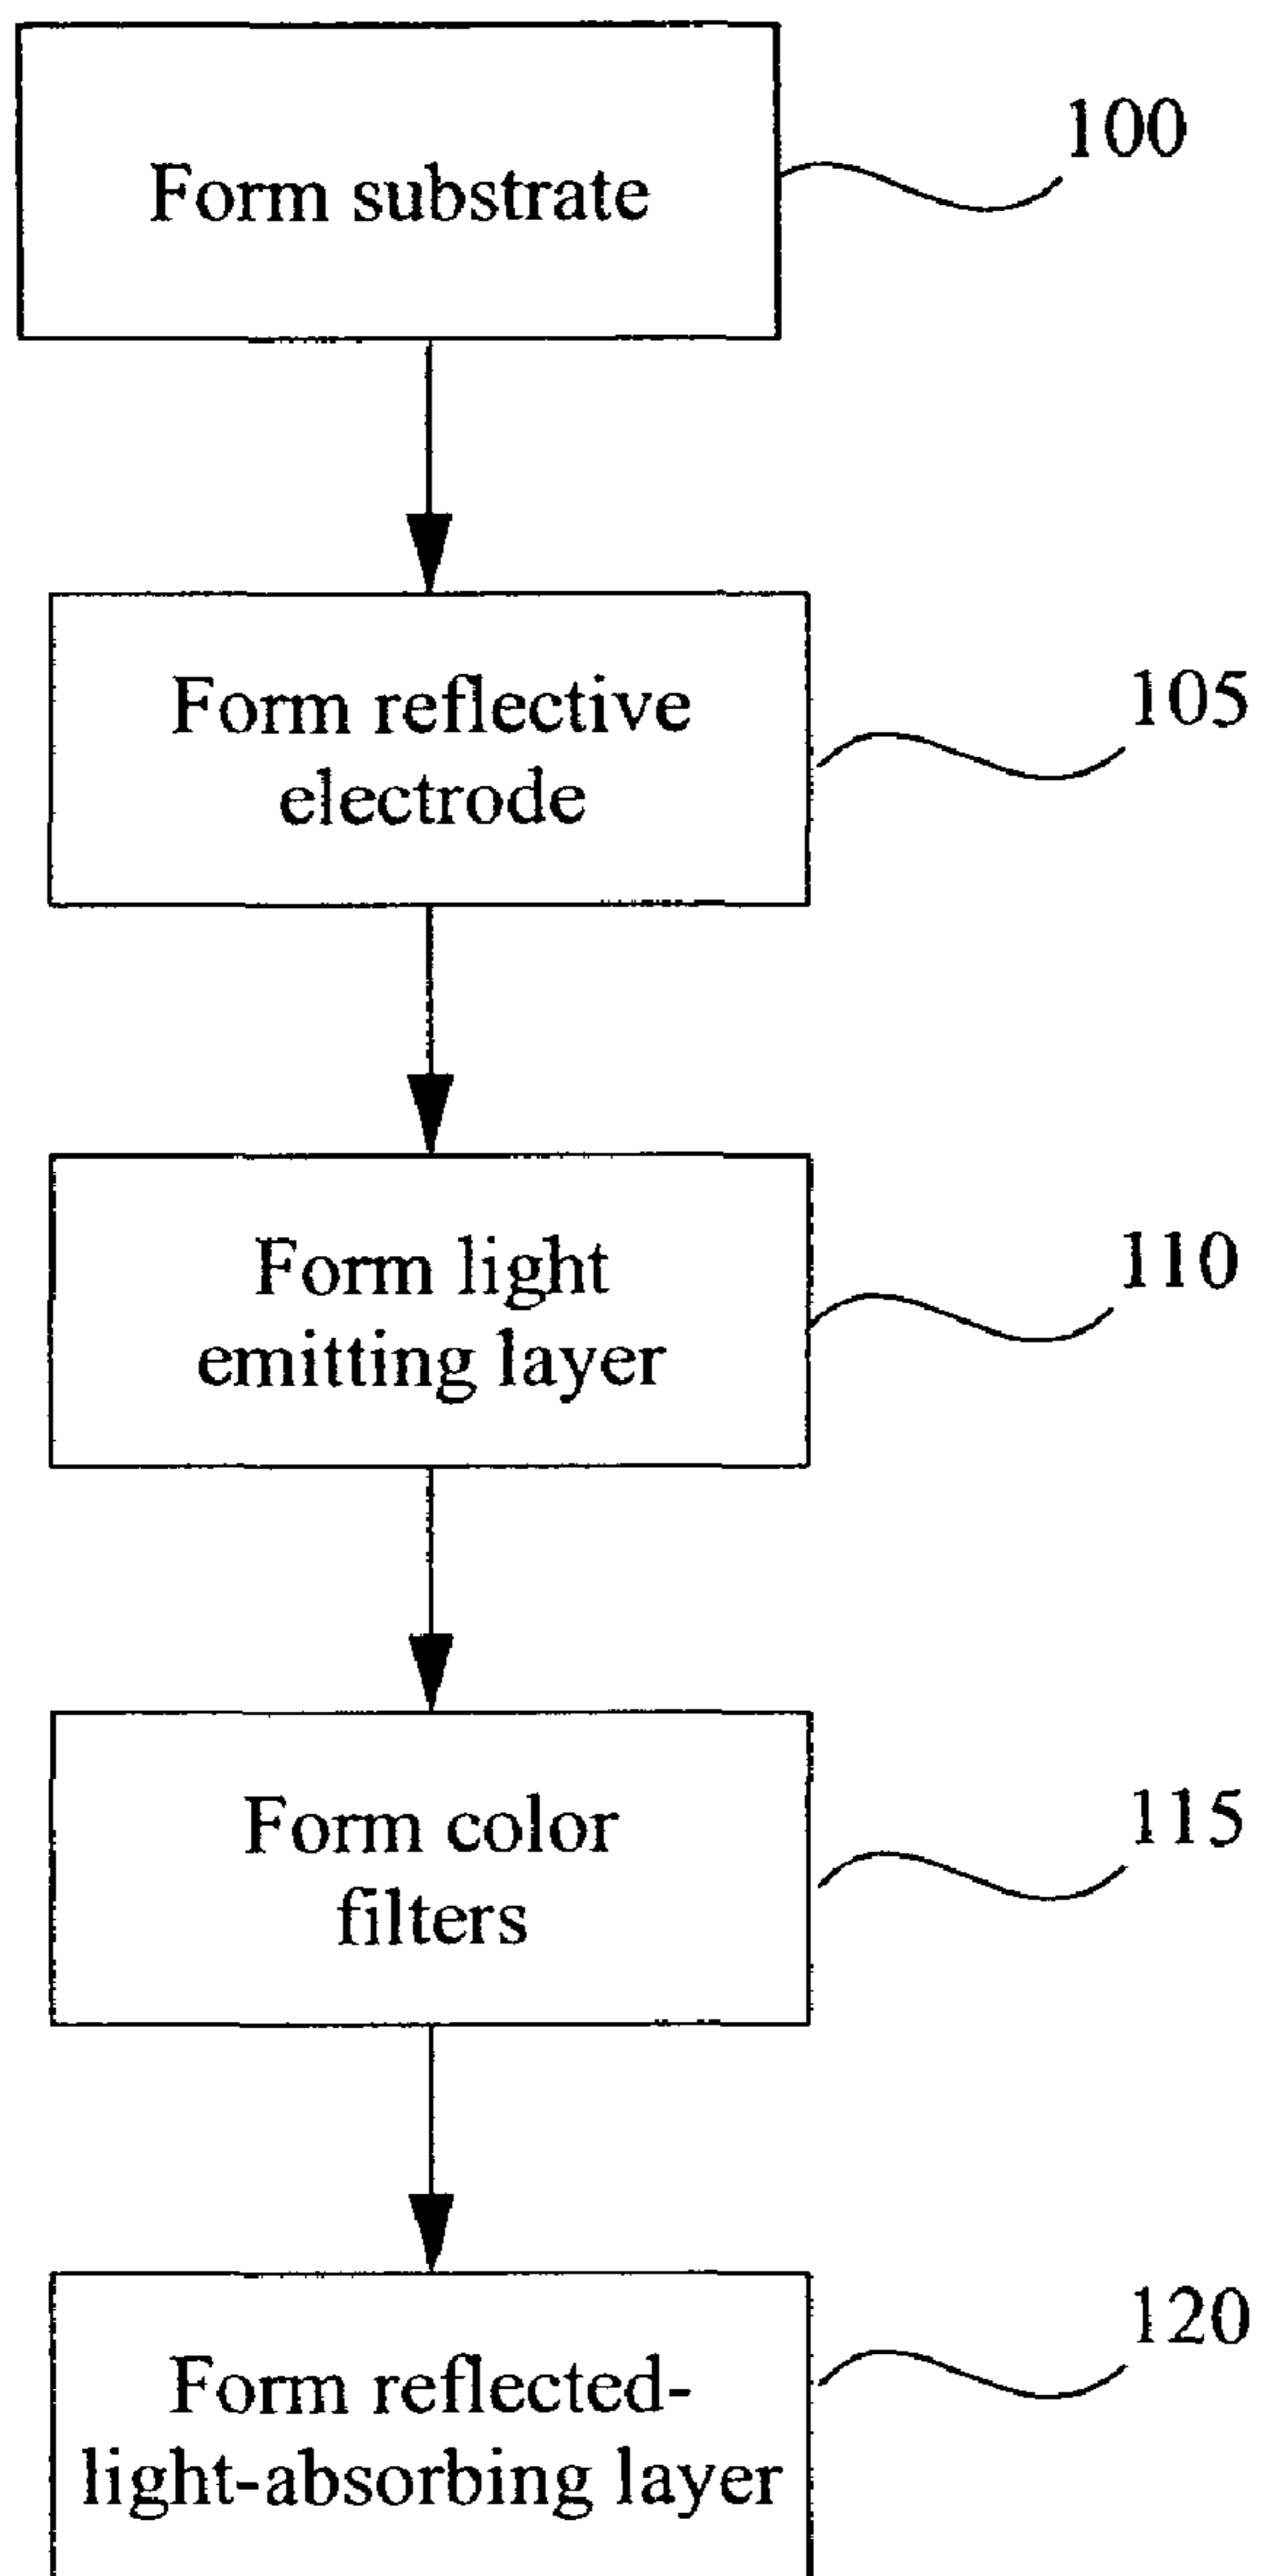 Form substrate
100
Form reflective
electrode
105
Form light
emitting layer
110
Form color
filters
115
Form reflected-
light-absorbing layer
120